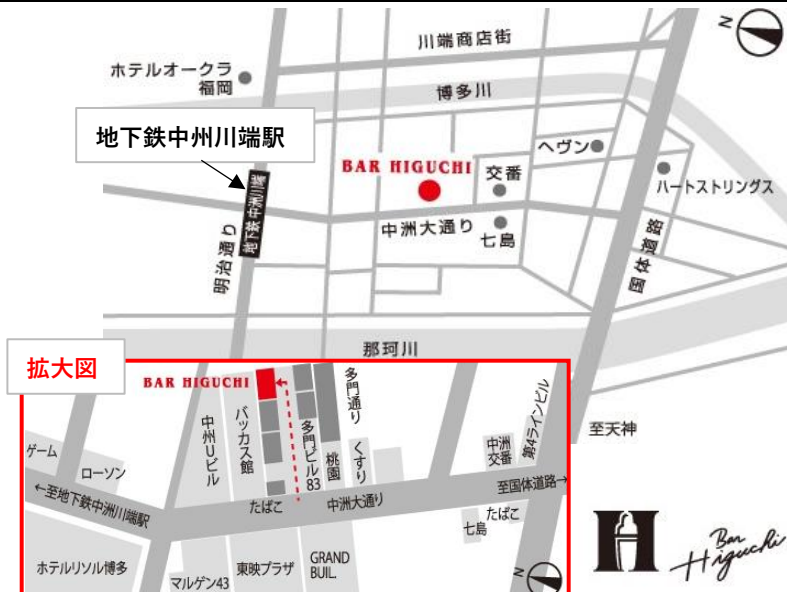 N
川端商店街
ホテルオークラ
福岡
博多川
地下鉄中州川端駅
ヘヴン
BAR HIGUCHI
交番
ハートストリングス
地下鉄 中洲川端
中洲大通り
七島
明治通り
国体道路
那珂川
拡大図
BAR HIGUCHI
多門通り
第4ラインビル
至天神
中州Uビル
バッカス館
多門ビル
83
桃園
くすり
中洲
交番
ゲーム
ローソン
←至地下鉄中洲川端駅
たばこ
中洲大通り
至国体道路→
たばこ
七島
ホテルリソル博多
マルゲン43
東映プラザ
GRAND
BUIL.
N
H
Bar
Higuchi